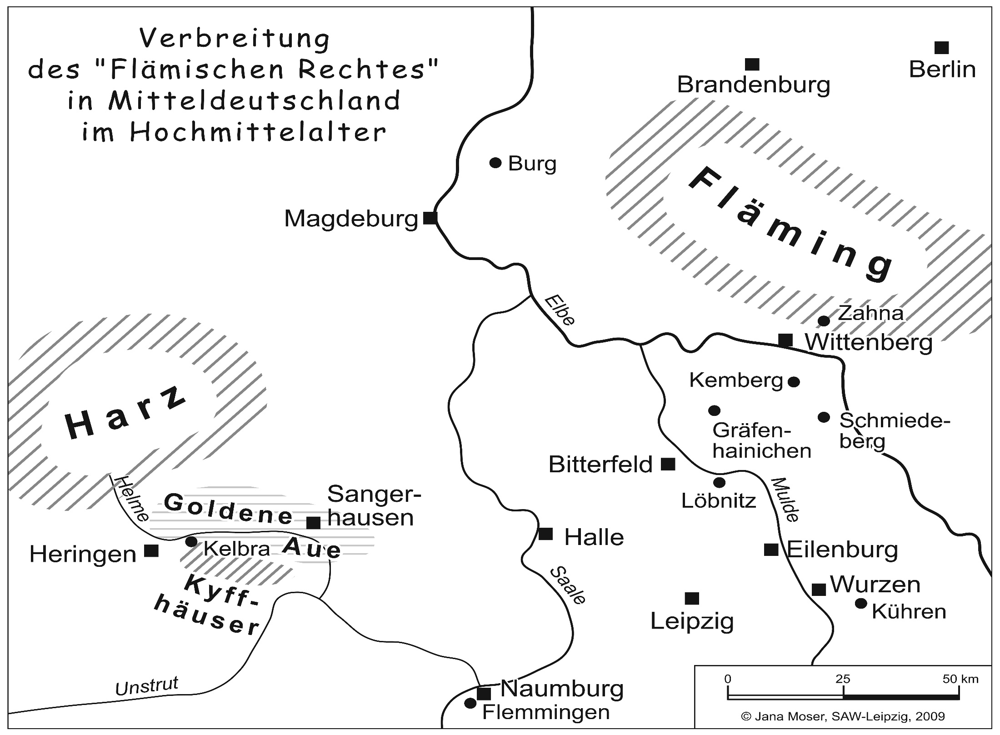 Verbreitung
des "Flämischen Rechtes"
in Mitteldeutschland
im Hochmittelalter
Berlin
Brandenburg
Burg
Magdeburg
Fläming
Elbe
Zahna
Wittenberg
Kemberg
Harz
Schmiede-
berg
Gräfen-
hainichen
Bitterfeld
Löbnitz
Mulde
Helme
Goldene
Aue
Sanger-
hausen
Heringen
Kelbra
Kyff-
häuser
Halle
Saale
Eilenburg
Wurzen
Kühren
Leipzig
Unstrut
Naumburg
Flemmingen
0 25 50 km
© Jana Moser, SAW-Leipzig, 2009